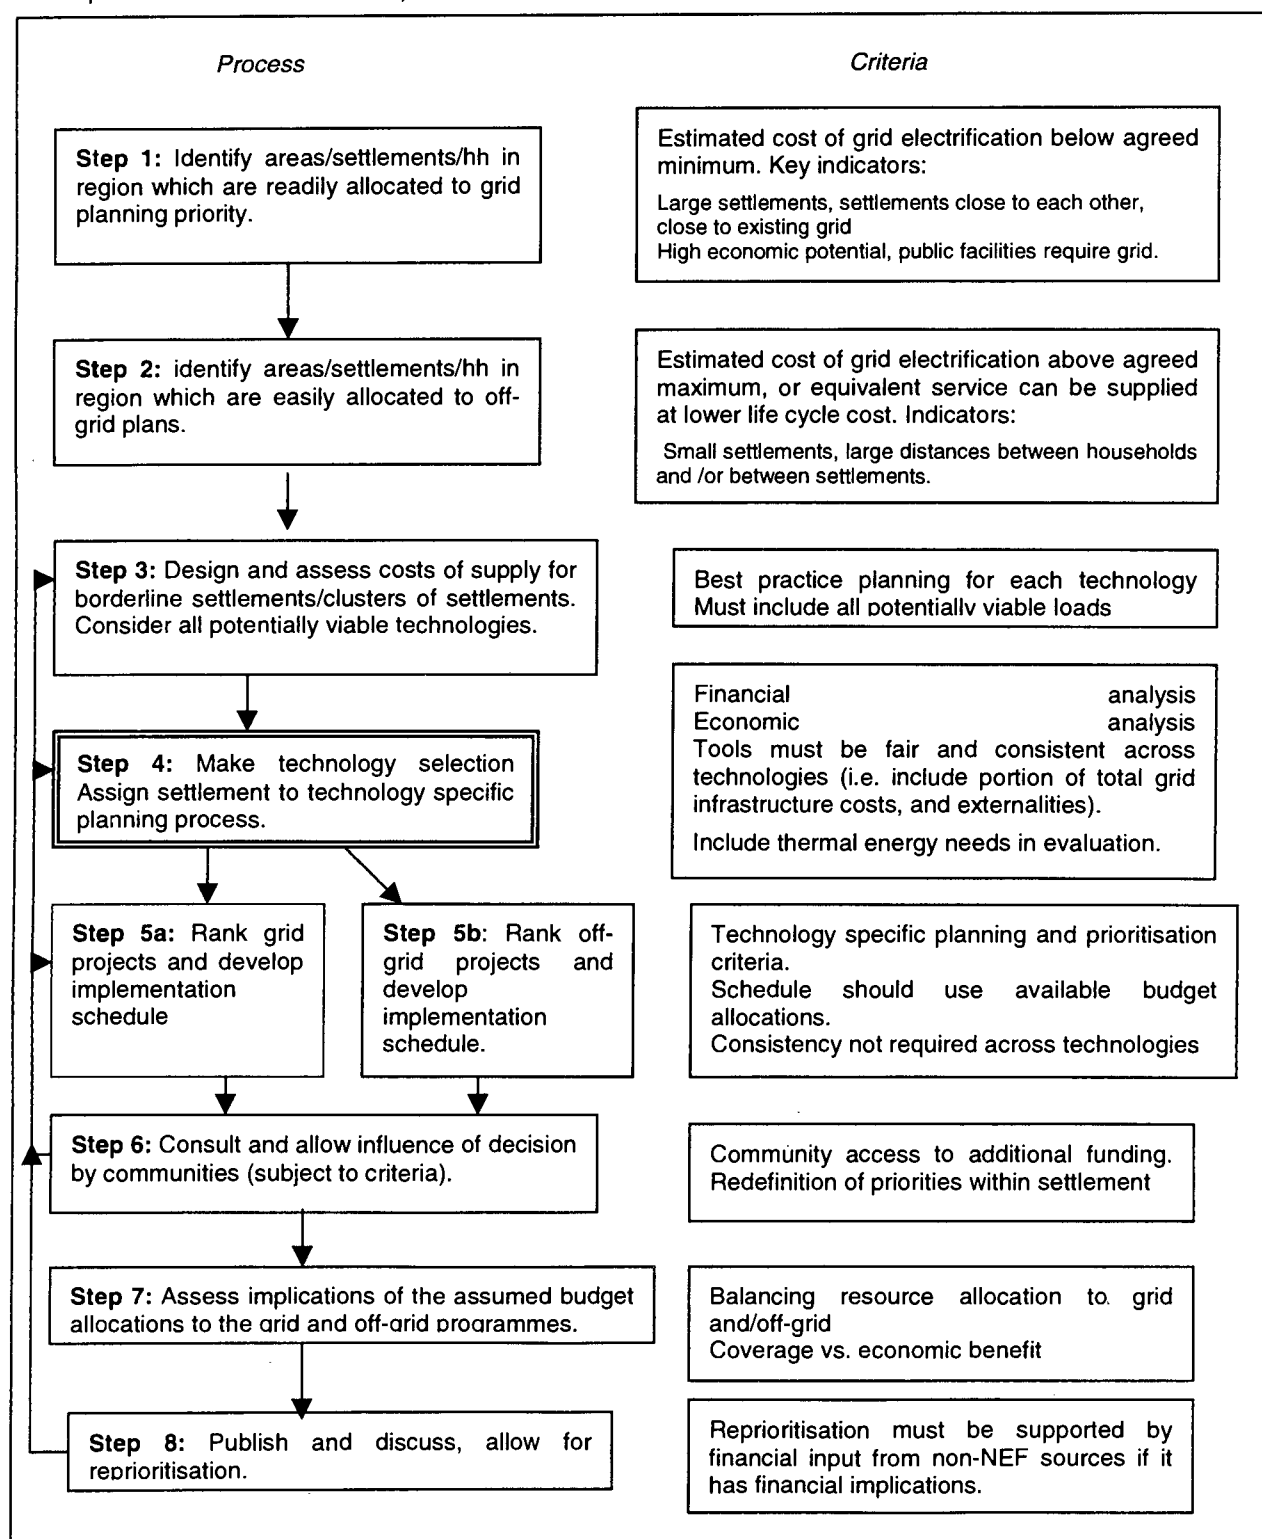 Process
Criteria
Step 1: Identify areas/settlements/hh in
region which are readily allocated to grid
planning priority.
Estimated cost of grid electrification below agreed
minimum. Key indicators:
Large settlements, settlements close to each other,
close to existing grid
High economic potential, public facilities require grid.
Step 2: identify areas/settlements/hh in
region which are easily allocated to off-
grid plans.
Estimated cost of grid electrification above agreed
maximum, or equivalent service can be supplied
at lower life cycle cost. Indicators:
Small settlements, large distances between households
and /or between settlements.
Step 3: Design and assess costs of supply for
borderline settlements/clusters of settlements.
Consider all potentially viable technologies.
Best practice planning for each technology
Must include all potentially viable loads
Step 4: Make technology selection
Assign settlement to technology specific
planning process.
Financial analysis
Economic analysis
Tools must be fair and consistent across
technologies (i.e. include portion of total grid
infrastructure costs, and externalities).
Include thermal energy needs in evaluation.
Step 5a: Rank grid
projects and develop
implementation
schedule
Step 5b: Rank off-
grid projects and
develop
implementation
schedule.
Technology specific planning and prioritisation
criteria.
Schedule should use available budget
allocations.
Consistency not required across technologies
Step 6: Consult and allow influence of decision
by communities (subject to criteria).
Community access to additional funding.
Redefinition of priorities within settlement
Step 7: Assess implications of the assumed budget
allocations to the grid and off-grid programmes.
Balancing resource allocation to grid
and/off-grid
Coverage vs. economic benefit
Step 8: Publish and discuss, allow for
reprioritisation.
Reprioritisation must be supported by
financial input from non-NEF sources if it
has financial implications.